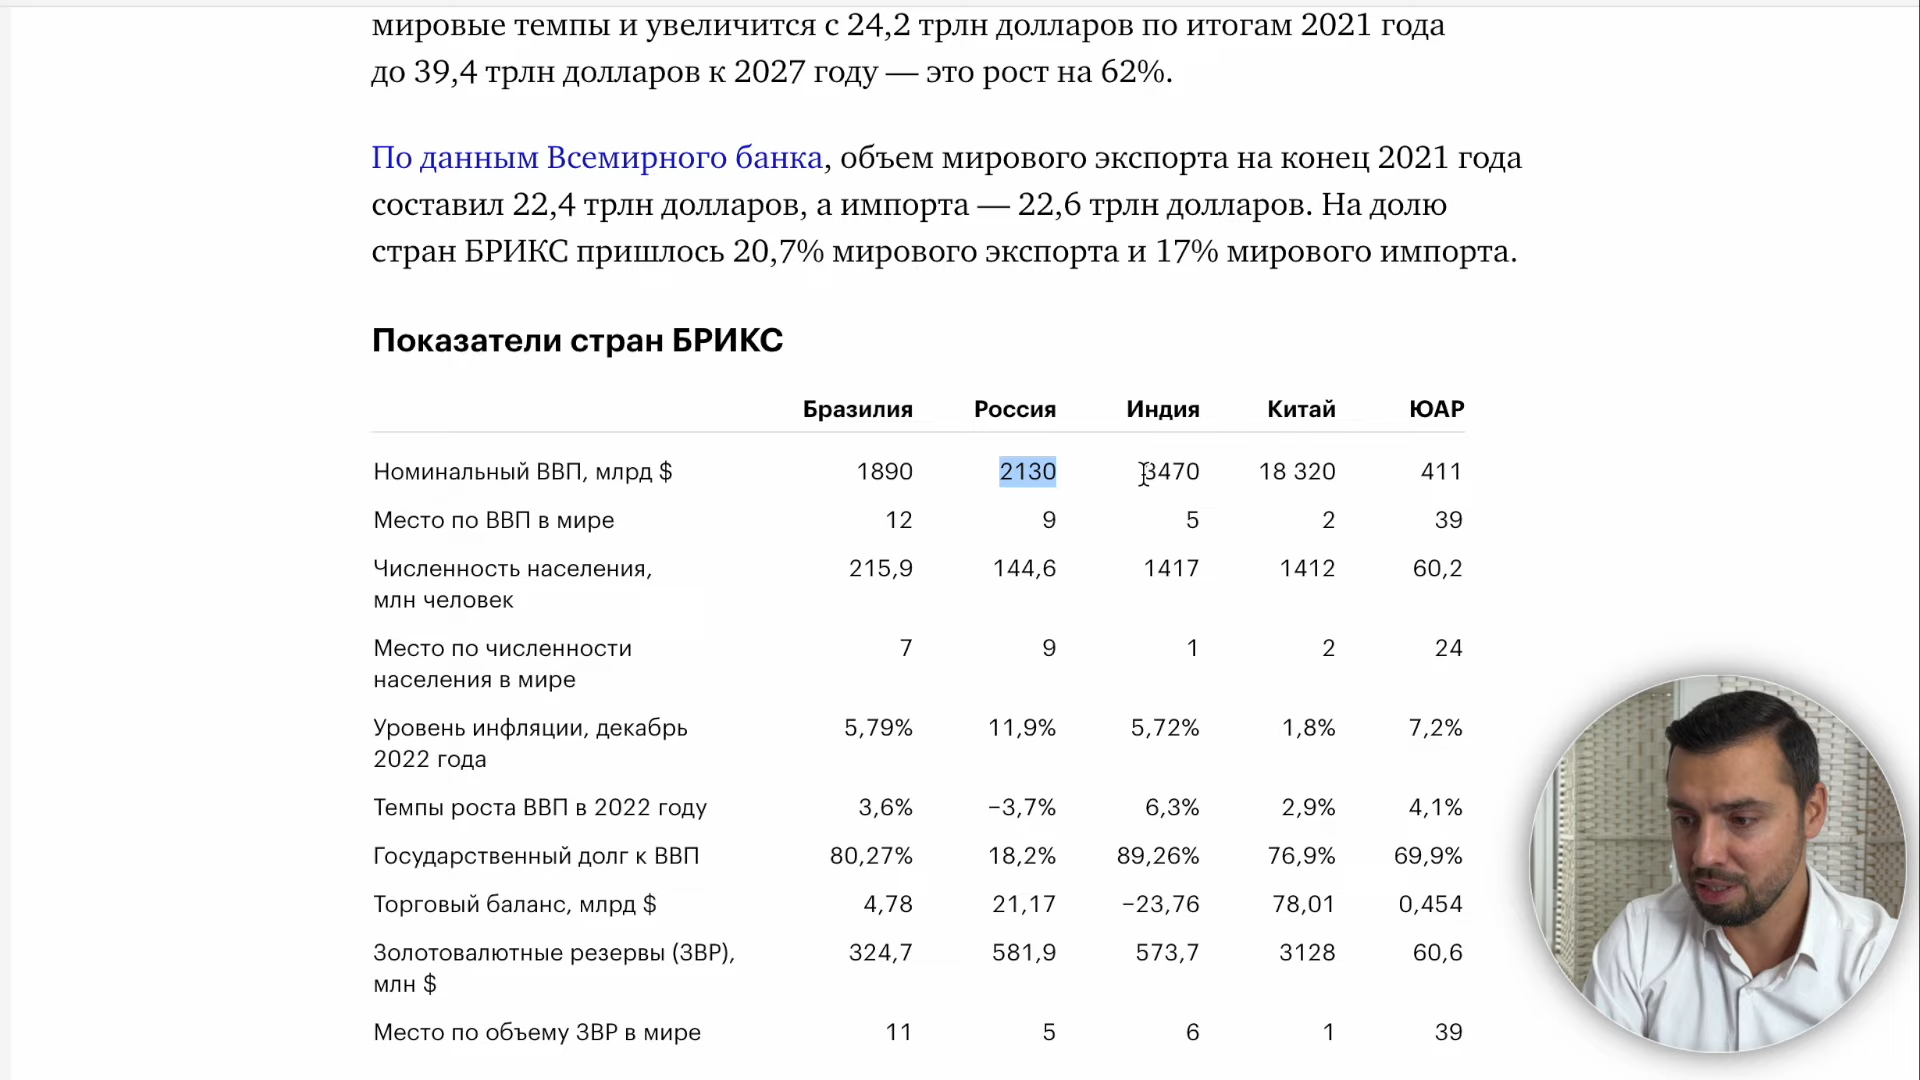 мировые темпы и увеличится с 24,2 трлн долларов по итогам 2021 года
до 39,4 трлн долларов к 2027 году — это рост на 62%.
По данным Всемирного банка, объем мирового экспорта на конец 2021 года
составил 22,4 трлн долларов, а импорта — 22,6 трлн долларов. На долю
стран БРИКС пришлось 20,7% мирового экспорта и 17% мирового импорта.
Показатели стран БРИКС
Бразилия Россия Индия Китай ЮАР
Номинальный ВВП, млрд $ 1890 2130 3470 18 320 411
Место по ВВП в мире 12 9 5 2 39
Численность населения, 215,9 144,6 1417 1412 60,2
млн человек
Место по численности 7 9 1 2 24
населения в мире
Уровень инфляции, декабрь 5,79% 11,9% 5,72% 1,8% 7,2%
2022 года
Темпы роста ВВП в 2022 году 3,6% −3,7% 6,3% 2,9% 4,1%
Государственный долг к ВВП 80,27% 18,2% 89,26% 76,9% 69,9%
Торговый баланс, млрд $ 4,78 21,17 −23,76 78,01 0,454
Золотовалютные резервы (ЗВР), 324,7 581,9 573,7 3128 60,6
млн $
Место по объему ЗВР в мире 11 5 6 1 39